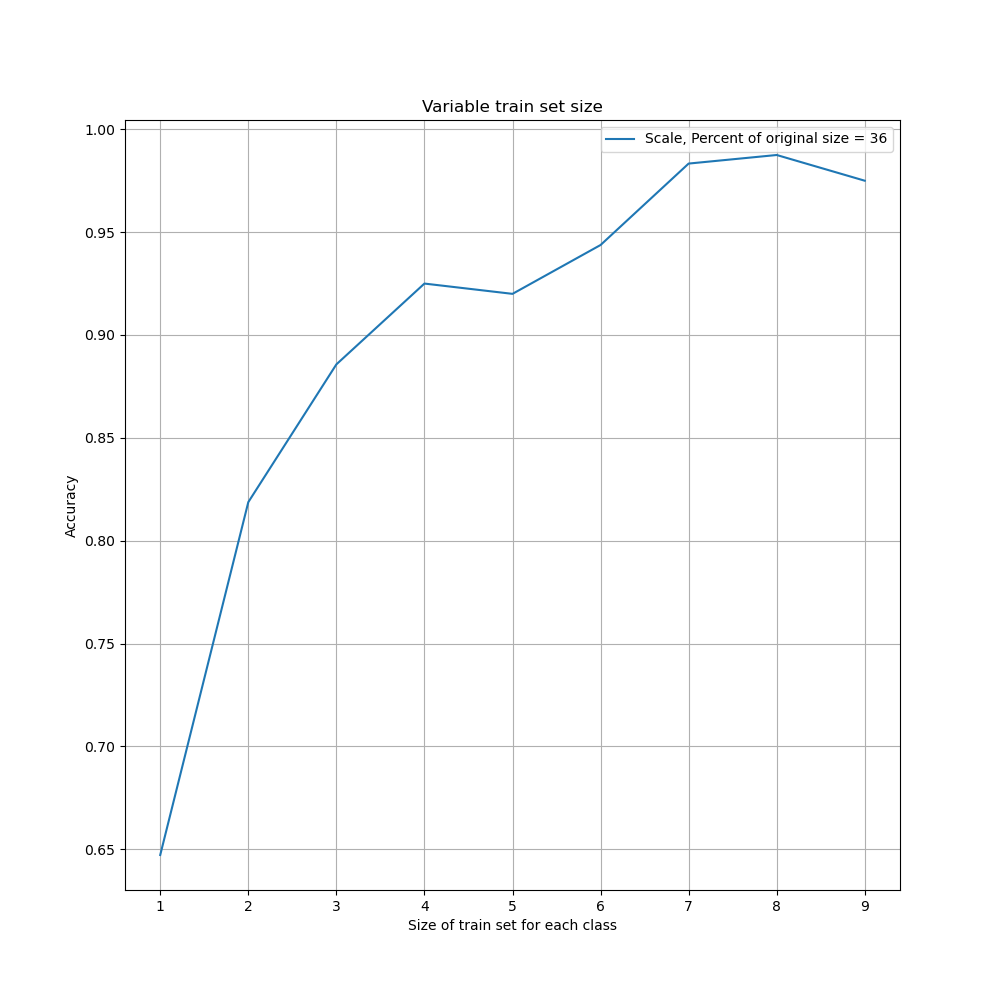 Variable train set size
Scale, Percent of original size = 36
1.00
0.95
0.90
0.85
0.80
0.75
0.70
0.65
Accuracy
1 2 3 4 5 6 7 8 9
Size of train set for each class